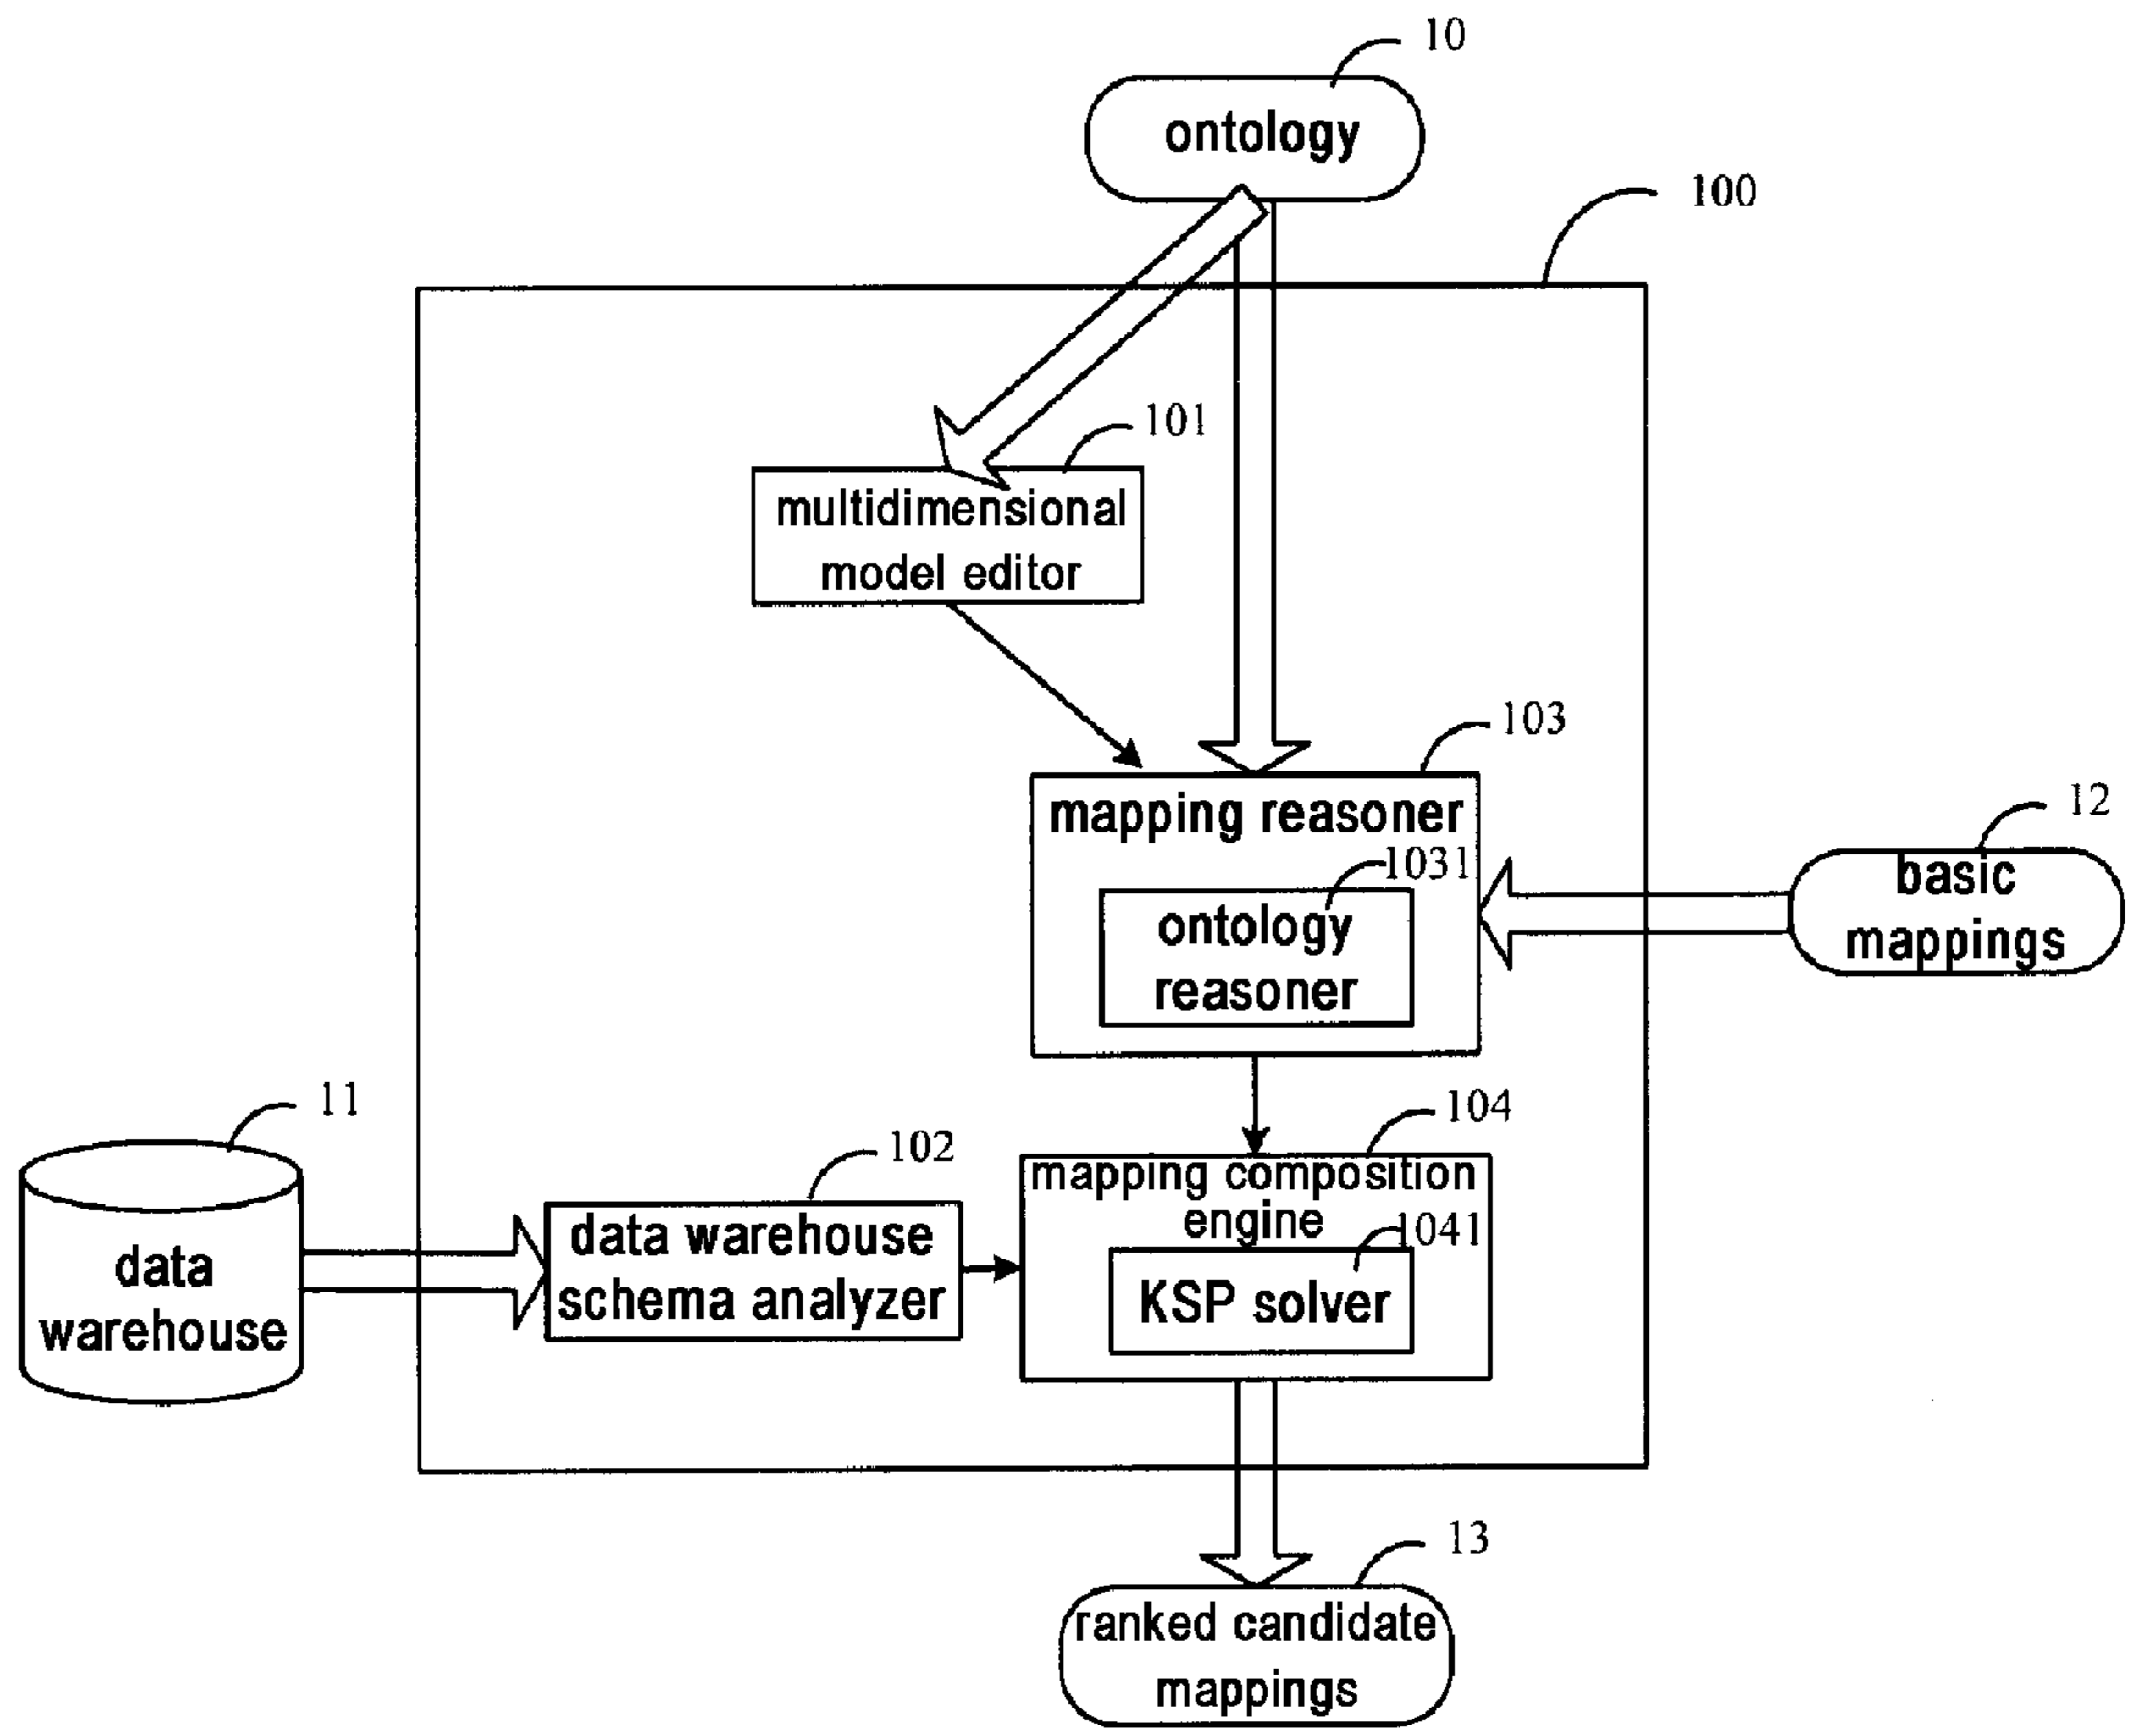 10
ontology
100
101
multidimensional
model editor
103
mapping reasoner
1031
ontology
reasoner
12
basic
mappings
11
data
warehouse
102
data warehouse
schema analyzer
104
mapping composition
engine
1041
KSP solver
13
ranked candidate
mappings